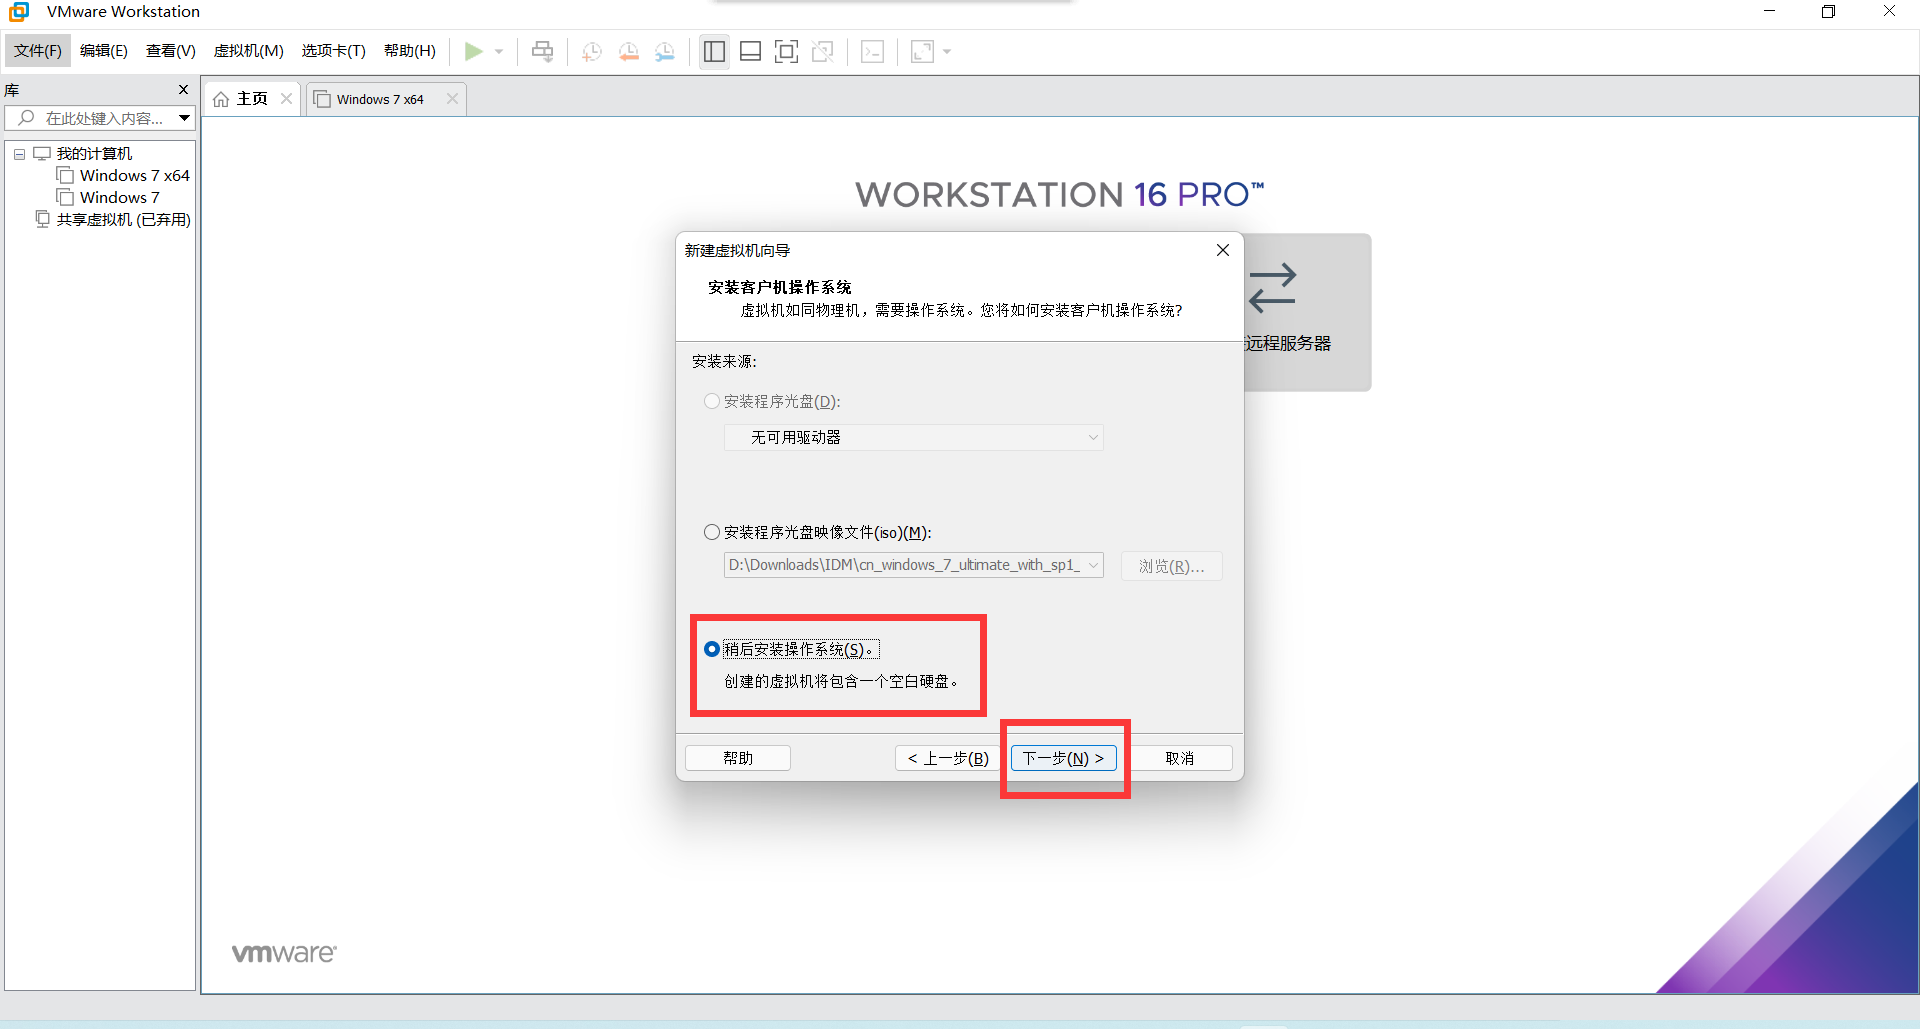 VMware Workstation
文件(F) 编辑(E) 查看(V) 虚拟机(M) 选项卡(T) 帮助(H)
库
主页
Windows 7 x64
在此处键入内容...
我的计算机
Windows 7 x64
Windows 7
共享虚拟机 (已弃用)
WORKSTATION 16 PRO™
远程服务器
新建虚拟机向导
安装客户机操作系统
虚拟机如同物理机，需要操作系统。您将如何安装客户机操作系统?
安装来源:
安装程序光盘(D):
无可用驱动器
安装程序光盘映像文件(iso)(M):
D:\Downloads\IDM\cn_windows_7_ultimate_with_sp1_
浏览(R)...
稍后安装操作系统(S)。
创建的虚拟机将包含一个空白硬盘。
帮助
< 上一步(B)
下一步(N) >
取消
vmware®